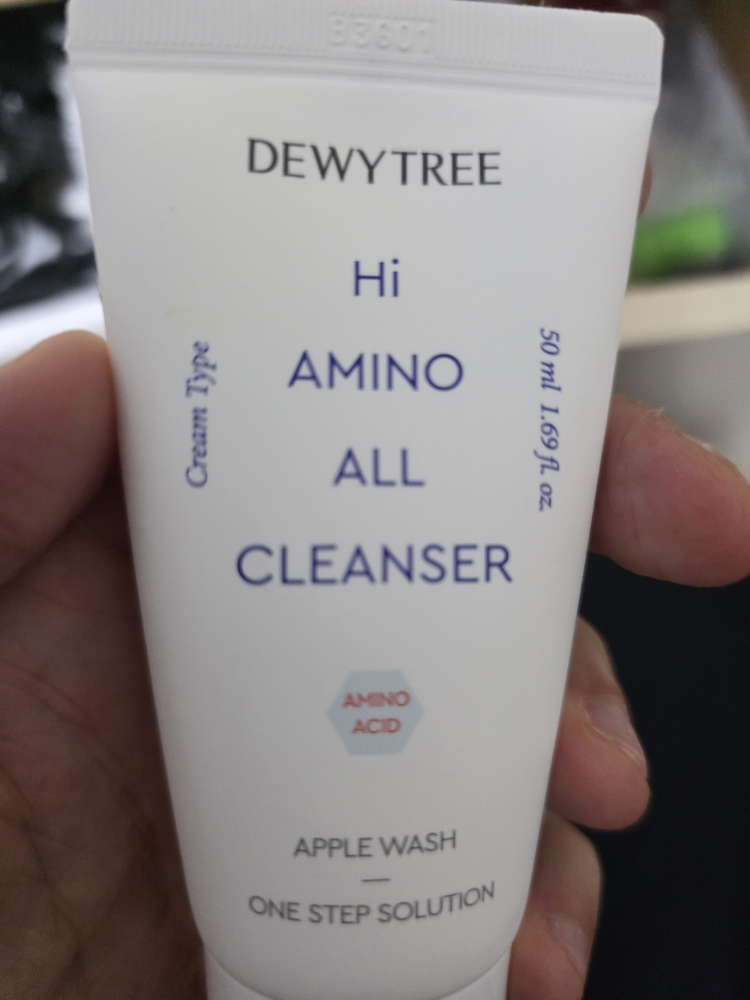 B3601
DEWYTREE
Hi
AMINO
ALL
CLEANSER
Cream Type
50 ml 1.69 fl. oz.
AMINO
ACID
APPLE WASH
—
ONE STEP SOLUTION